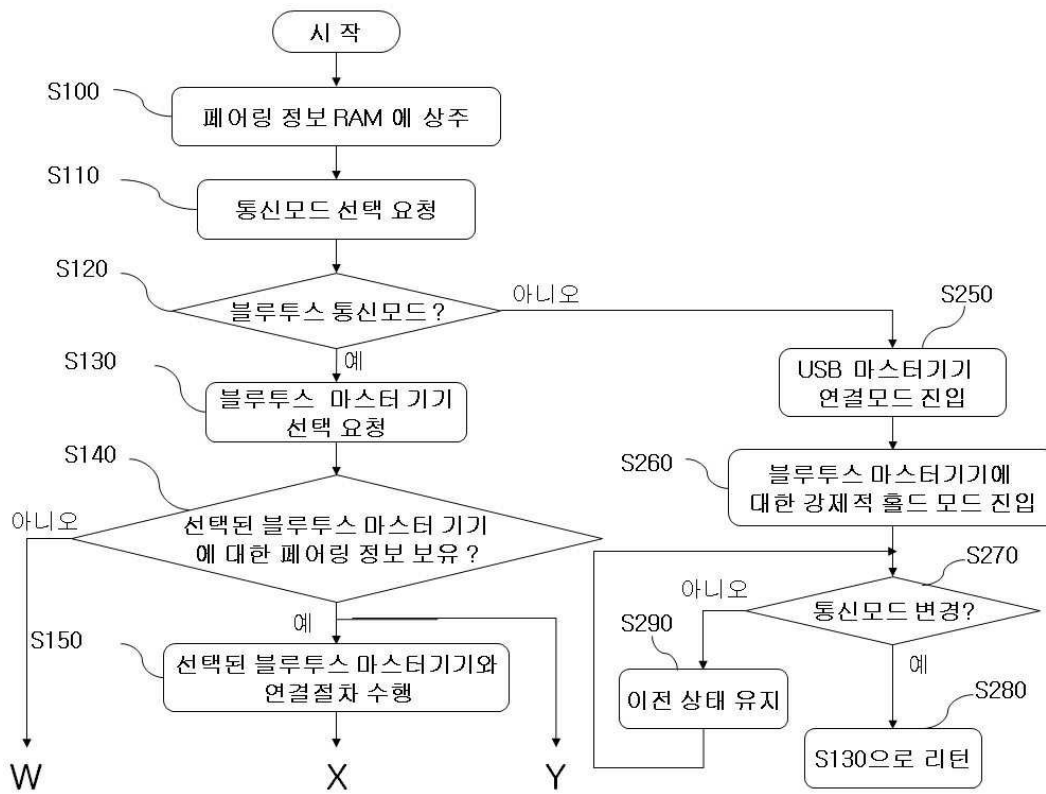 시 작
S100
페어링 정보 RAM 에 상주
S110
통신모드 선택 요청
S120
블루투스 통신모드 ?
아니오
예
S130
블루투스 마스터 기기
선택 요청
S140
선택된 블루투스 마스터 기기
에 대한 페어링 정보 보유 ?
아니오
예
S150
선택된 블루투스 마스터기기와
연결절차 수행
W
X
Y
S250
USB 마스터기기
연결모드 진입
S260
블루투스 마스터기기에
대한 강제적 홀드 모드 진입
S270
통신모드 변경?
아니오
예
S290
이전 상태 유지
S280
S130으로 리턴